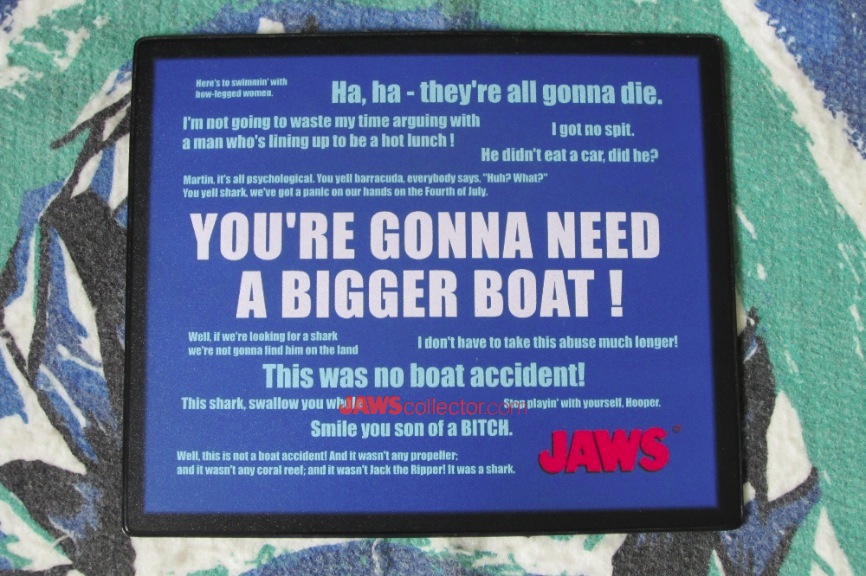 Here's to swimmin' with
bow-legged women.
Ha, ha - they're all gonna die.
I'm not going to waste my time arguing with
a man who's lining up to be a hot lunch !
I got no spit.
He didn't eat a car, did he?
Martin, it's all psychological. You yell barracuda, everybody says, "Huh? What?"
You yell shark, we've got a panic on our hands on the Fourth of July.
YOU'RE GONNA NEED
A BIGGER BOAT !
Well, if we're looking for a shark
we're not gonna find him on the land
I don't have to take this abuse much longer!
This was no boat accident!
This shark, swallow you
JAWScollector.com
Stop playin' with yourself, Hooper.
Smile you son of a BITCH.
Well, this is not a boat accident! And it wasn't any propeller;
and it wasn't any coral reef; and it wasn't Jack the Ripper! It was a shark.
JAWS